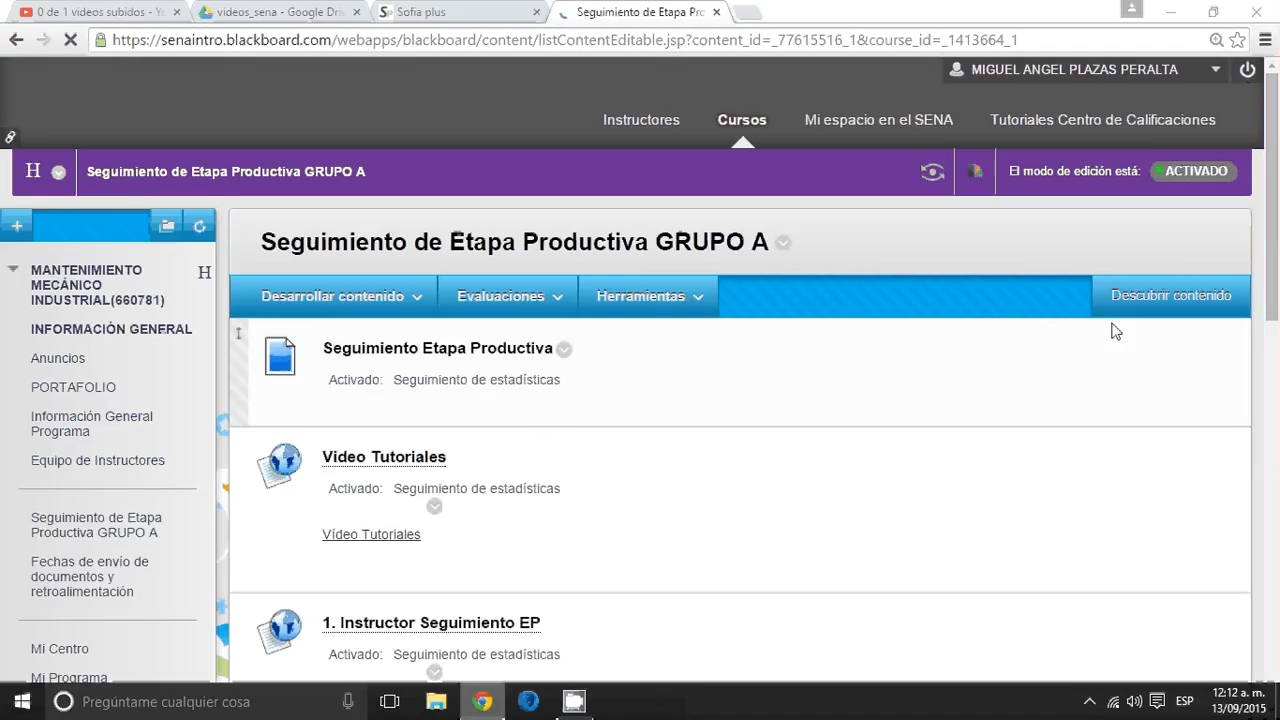 0 de 1 videos subidos - Yo
videos_sena - Google Dri
Sofia plus
Seguimiento de Etapa Pro
https://senaintro.blackboard.com/webapps/blackboard/content/listContentEditable.jsp?content_id=_77615516_1&course_id=_1413664_1
MIGUEL ANGEL PLAZAS PERALTA
Instructores
Cursos
Mi espacio en el SENA
Tutoriales Centro de Calificaciones
H
Seguimiento de Etapa Productiva GRUPO A
El modo de edición está:
ACTIVADO
MANTENIMIENTO
MECÁNICO
INDUSTRIAL(660781)
H
INFORMACIÓN GENERAL
Anuncios
PORTAFOLIO
Información General
Programa
Equipo de Instructores
Seguimiento de Etapa
Productiva GRUPO A
Fechas de envío de
documentos y
retroalimentación
Mi Centro
Mi Programa
Seguimiento de Etapa Productiva GRUPO A
Desarrollar contenido
Evaluaciones
Herramientas
Descubrir contenido
Seguimiento Etapa Productiva
Activado: Seguimiento de estadísticas
Video Tutoriales
Activado: Seguimiento de estadísticas
Vídeo Tutoriales
1. Instructor Seguimiento EP
Activado: Seguimiento de estadísticas
Pregúntame cualquier cosa
ESP
12:12 a. m.
13/09/2015